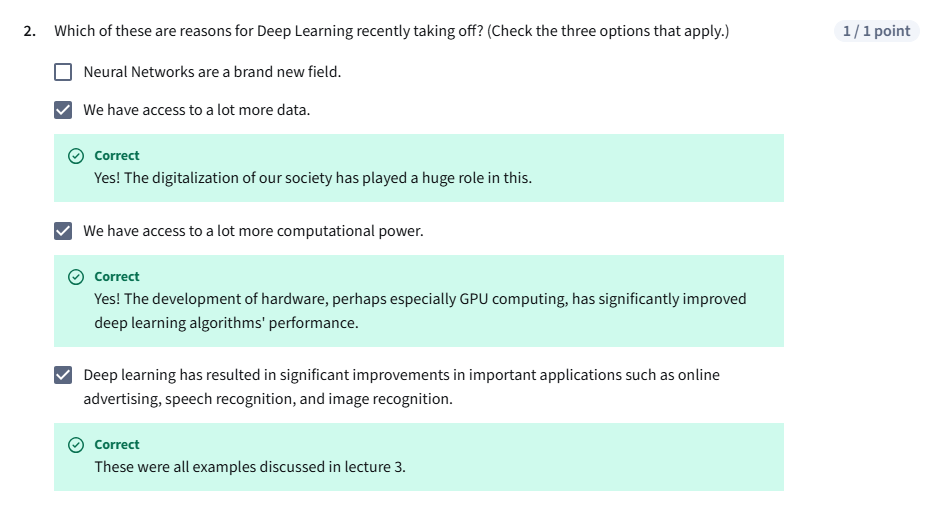 2. Which of these are reasons for Deep Learning recently taking off? (Check the three options that apply.) 1 / 1 point
Neural Networks are a brand new field.
We have access to a lot more data.
Correct
Yes! The digitalization of our society has played a huge role in this.
We have access to a lot more computational power.
Correct
Yes! The development of hardware, perhaps especially GPU computing, has significantly improved
deep learning algorithms' performance.
Deep learning has resulted in significant improvements in important applications such as online
advertising, speech recognition, and image recognition.
Correct
These were all examples discussed in lecture 3.